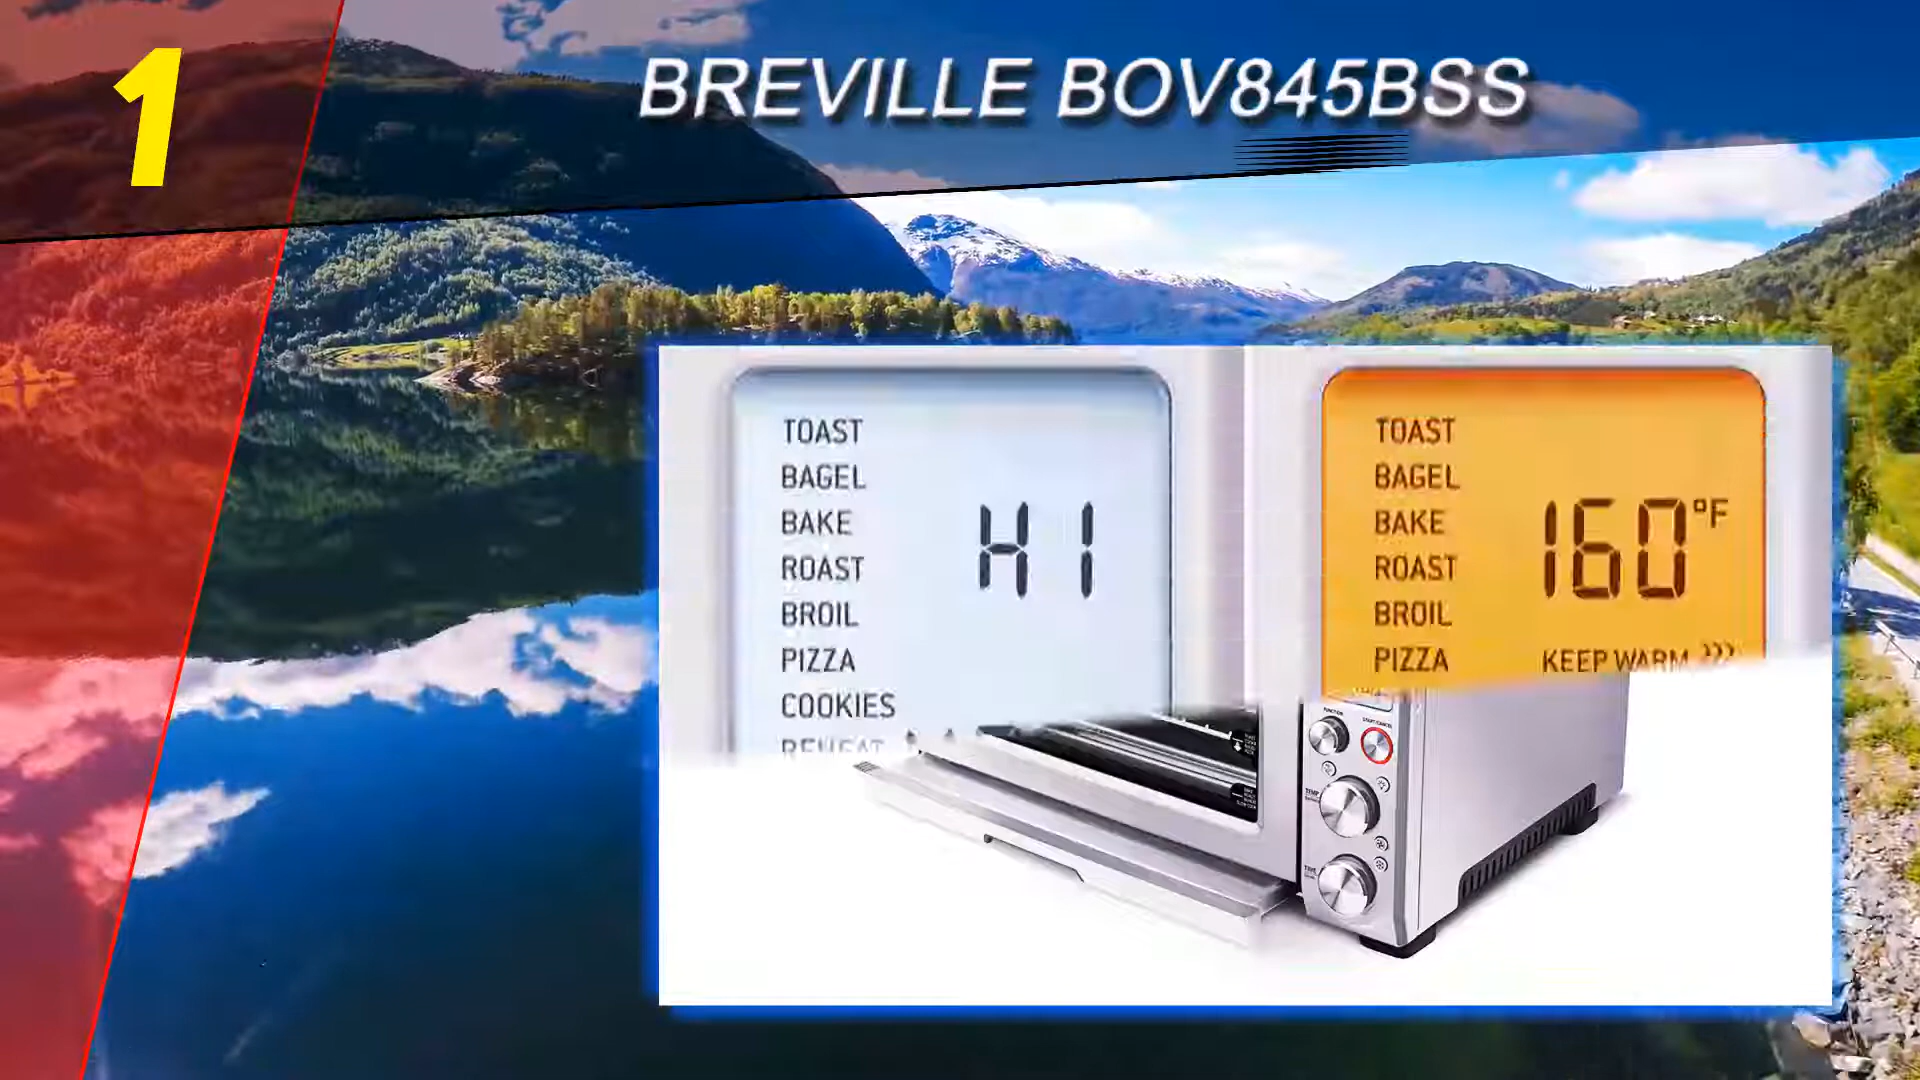 1
BREVILLE BOV845BSS
TOAST
BAGEL
BAKE
ROAST
BROIL
PIZZA
COOKIES
REHEAT
HI
TOAST
BAGEL
BAKE
ROAST
BROIL
PIZZA
160°F
KEEP WARM